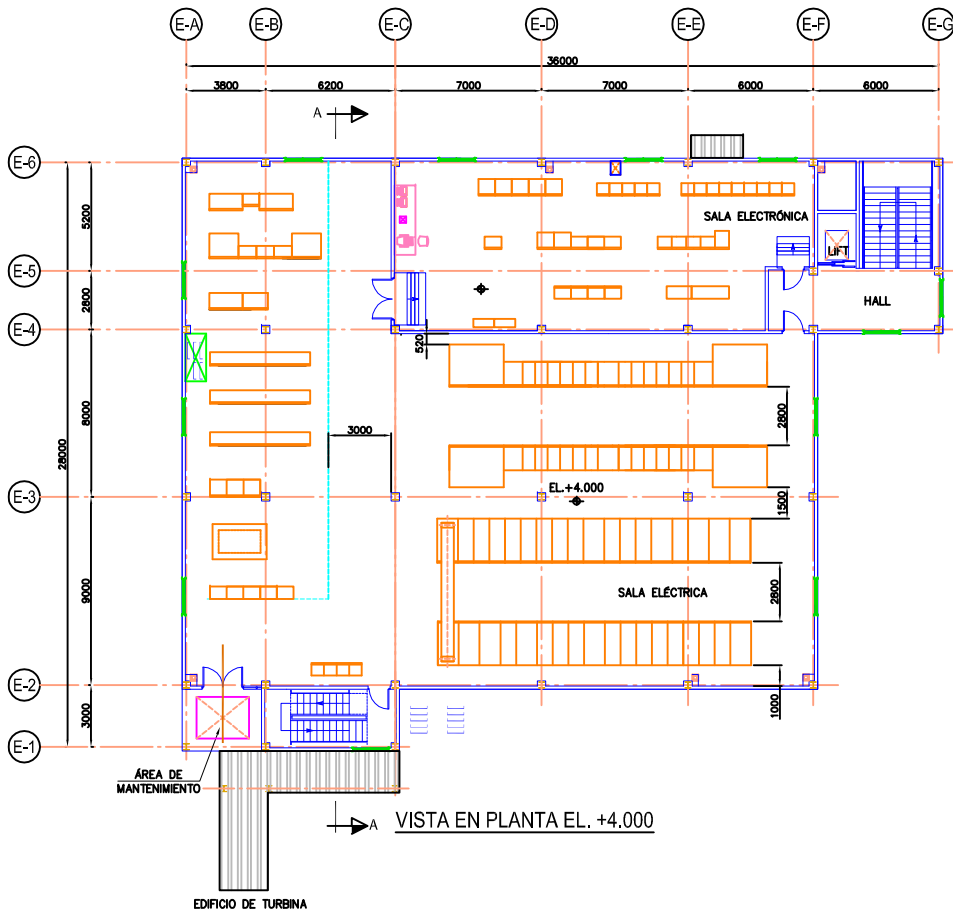 E-A
E-B
E-C
E-D
E-E
E-F
E-G
36000
3800
6200
7000
7000
6000
6000
A
E-6
5200
SALA ELECTRÓNICA
LIFT
E-5
2800
HALL
E-4
520
2800
8000
3000
28000
EL.+4.000
E-3
1500
9000
SALA ELÉCTRICA
2800
E-2
3000
1000
E-1
ÁREA DE
MANTENIMIENTO
A
VISTA EN PLANTA EL. +4.000
EDIFICIO DE TURBINA